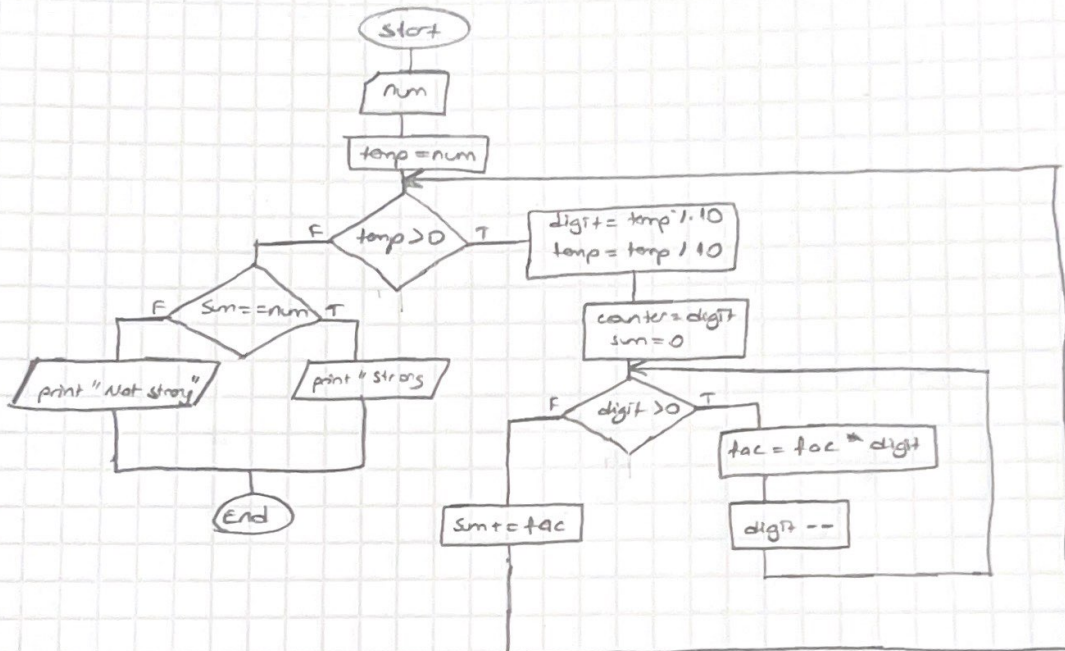 Start
num
temp = num
temp > 0
F
T
digit = temp % 10
temp = temp / 10
sum == num
F
T
counter = digit
sum = 0
print "Not strong"
print "Strong
digit > 0
F
T
fac = fac * digit
digit --
sum += fac
End